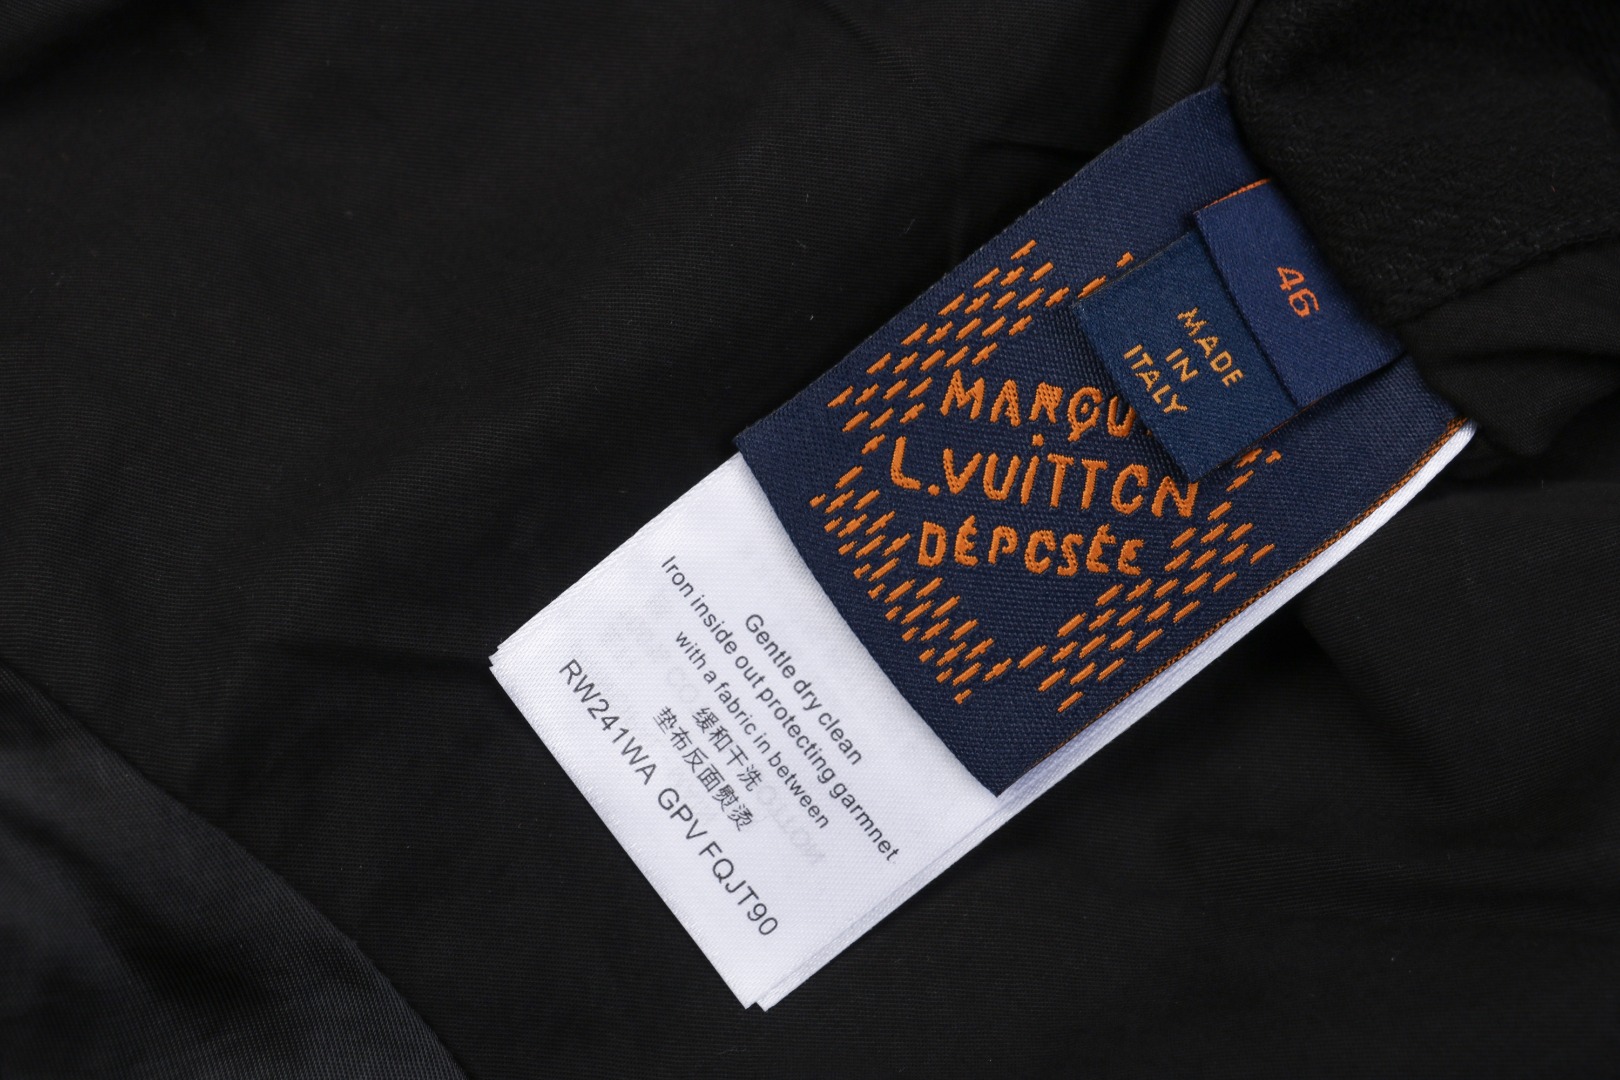 46
MADE
IN
ITALY
MARQU
L.VUITTON
DÉPOSÉE
Gentle dry clean
Iron inside out protecting garmnet
with a fabric in between
缓和干洗
垫布反面熨烫
RW241WA GPV FQJT90